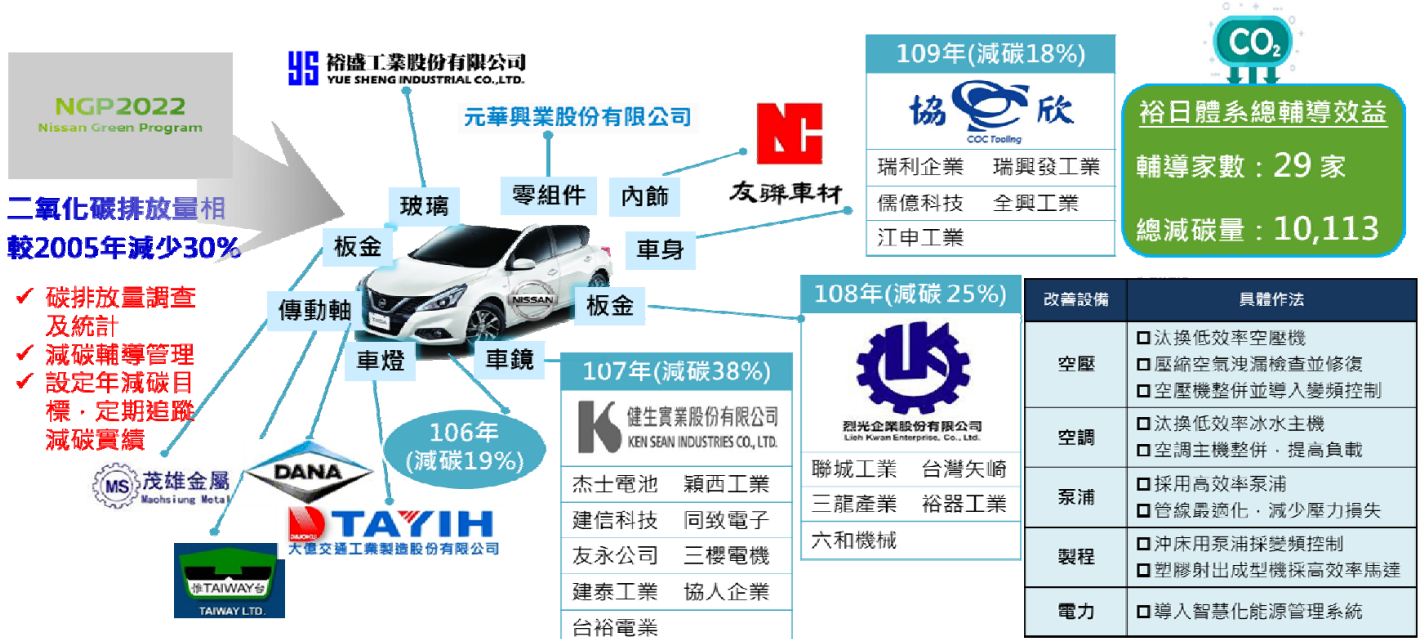 NGP2022
Nissan Green Program
二氧化碳排放量相
較2005年減少30%
✓ 碳排放量調查
及統計
✓ 減碳輔導管理
✓ 設定年減碳目
標，定期追蹤
減碳實績
YS 裕盛工業股份有限公司
YUE SHENG INDUSTRIAL CO.,LTD.
元華興業股份有限公司
NC
友聯車材
玻璃
零組件
內飾
車身
板金
傳動軸
車燈
車鏡
板金
NISSAN
106年
(減碳19%)
MS 茂雄金屬
Maohsiung Metal
DANA
TAYIH
大億交通工業製造股份有限公司
惟TAIWAY台
TAIWAY LTD.
107年(減碳38%)
K 健生實業股份有限公司
KEN SEAN INDUSTRIES CO., LTD.
杰士電池 穎西工業
建信科技 同致電子
友永公司 三櫻電機
建泰工業 協人企業
台裕電業
108年(減碳 25%)
LK
烈光企業股份有限公司
Lieh Kwan Enterprise, Co., Ltd.
聯城工業 台灣矢崎
三龍產業 裕器工業
六和機械
109年(減碳18%)
協 欣
COC Tooling
瑞利企業 瑞興發工業
儒億科技 全興工業
江申工業
CO2
裕日體系總輔導效益
輔導家數：29 家
總減碳量：10,113
改善設備 具體作法
空壓
□汰換低效率空壓機
□壓縮空氣洩漏檢查並修復
□空壓機整併並導入變頻控制
空調
□汰換低效率冰水主機
□空調主機整併，提高負載
泵浦
□採用高效率泵浦
□管線最適化，減少壓力損失
製程
□沖床用泵浦採變頻控制
□塑膠射出成型機採高效率馬達
電力
□導入智慧化能源管理系統